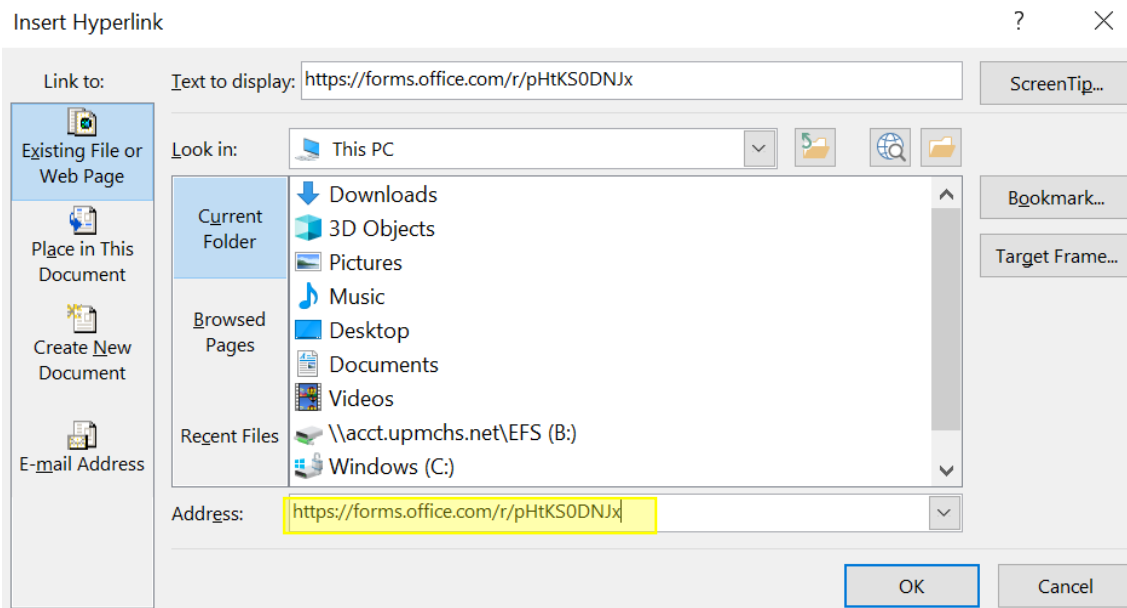 Insert Hyperlink
?
Link to:
Text to display:
https://forms.office.com/r/pHtKS0DNJx
ScreenTip...
Existing File or
Web Page
Look in:
This PC
Current
Folder
Downloads
3D Objects
Pictures
Music
Desktop
Documents
Videos
\\acct.upmchs.net\EFS (B:)
Windows (C:)
Bookmark...
Target Frame...
Place in This
Document
Browsed
Pages
Create New
Document
Recent Files
E-mail Address
Address:
https://forms.office.com/r/pHtKS0DNJx
OK
Cancel